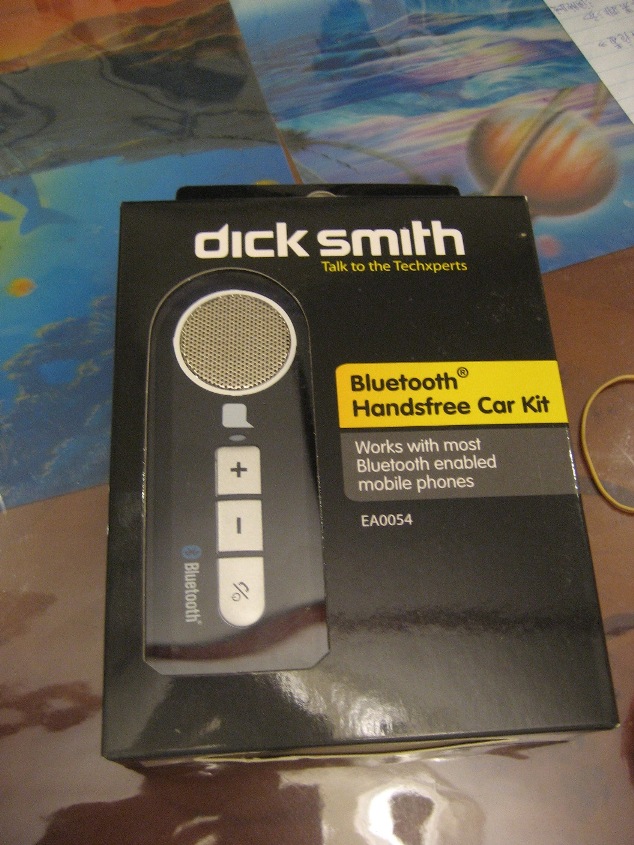 dick smith
Talk to the Techxperts
Bluetooth®
Handsfree Car Kit
Works with most
Bluetooth enabled
mobile phones
EA0054
+
-
Bluetooth®